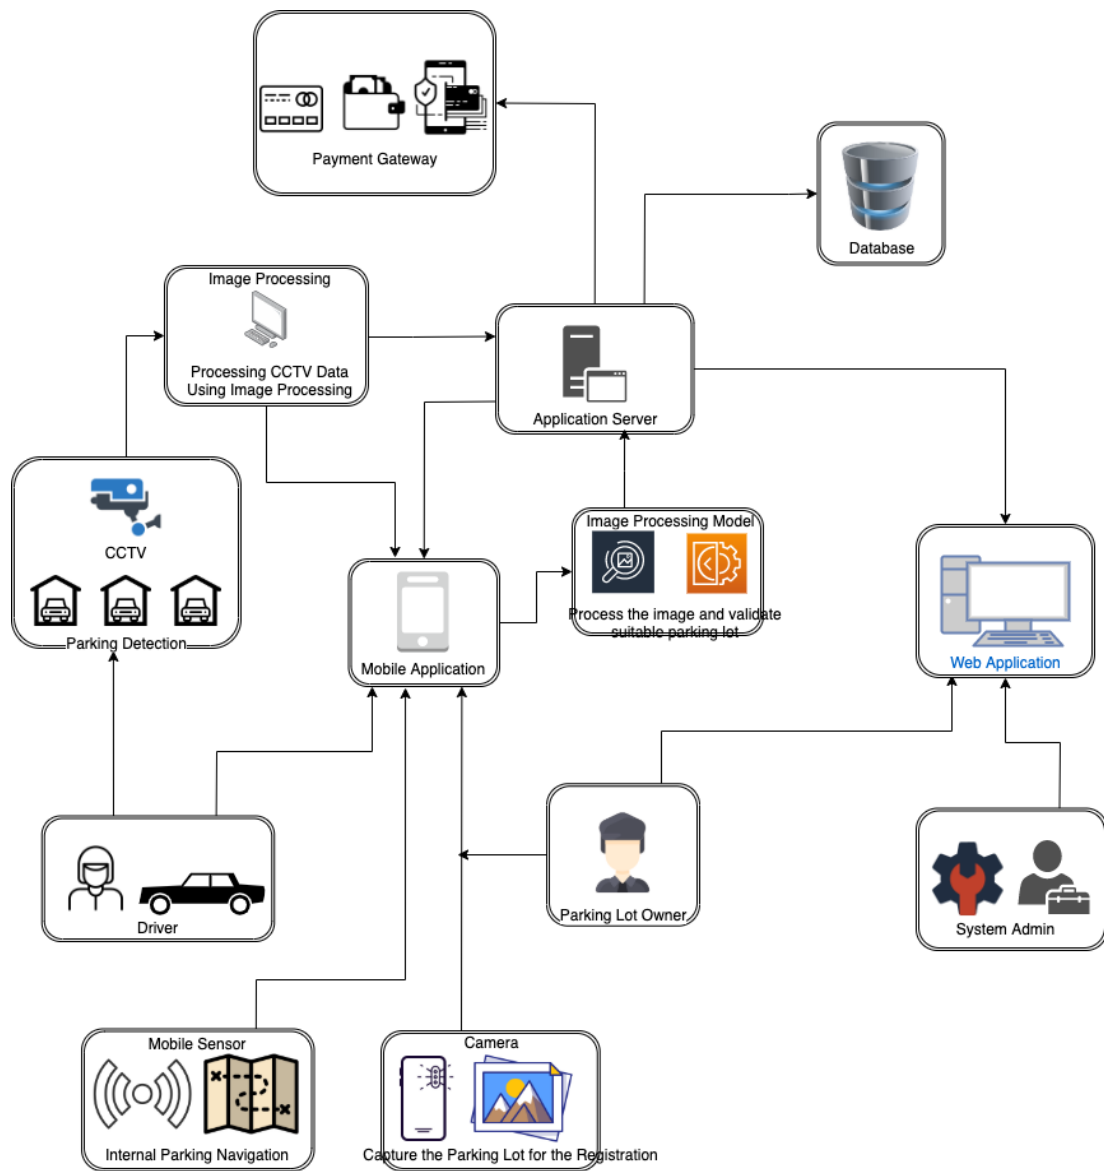 Payment Gateway
Database
Image Processing
Processing CCTV Data
Using Image Processing
Application Server
CCTV
Parking Detection
Image Processing Model
Process the image and validate
suitable parking lot
Mobile Application
Web Application
Driver
Parking Lot Owner
System Admin
Mobile Sensor
Internal Parking Navigation
Camera
Capture the Parking Lot for the Registration